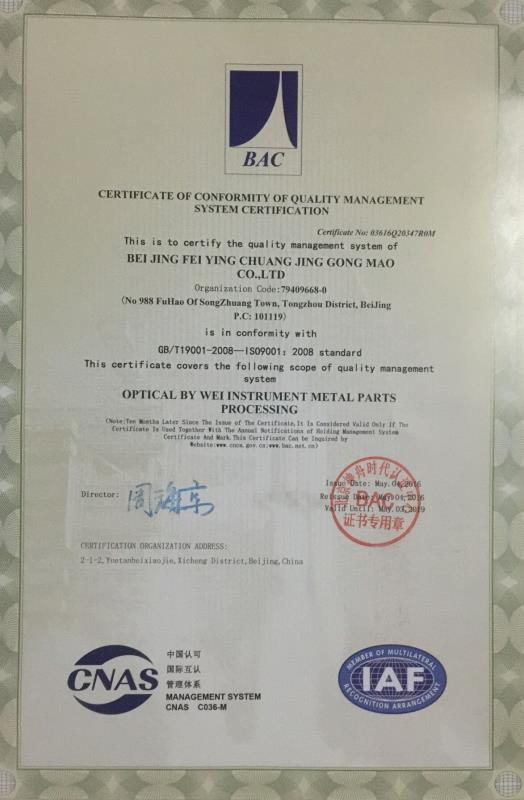 BAC
CERTIFICATE OF CONFORMITY OF QUALITY MANAGEMENT
SYSTEM CERTIFICATION
Certificate No: 03616Q20347R0M
This is to certify the quality management system of
BEI JING FEI YING CHUANG JING GONG MAO
CO.,LTD
Organization Code:79409668-0
(No 988 FuHao Of SongZhuang Town, Tongzhou District, BeiJing
P.C: 101119)
is in conformity with
GB/T19001-2008--ISO9001: 2008 standard
This certificate covers the following scope of quality management
system
OPTICAL BY WEI INSTRUMENT METAL PARTS
PROCESSING
(Note:Ten Months Later Since The Issue of The Certificate,It Is Considered Valid Only If The
Certificate Is Used Together With The Annual Notifications of Holding Management System
Certificate And Mark.This Certificate Can be Inquired by
Website:www.cnca.gov.cn www.bac.net.cn)
Director:
Issue Date: May.04,2016
Reissue Date: May.04,2016
Valid Until: May.03,2019
BAC
证书专用章
CERTIFICATION ORGANIZATION ADDRESS:
2-1-2,Yuetanbeixiaojie,Xicheng District,Beijing,China
CNAS
中国认可
国际互认
管理体系
MANAGEMENT SYSTEM
CNAS C036-M
MEMBER OF MULTILATERAL
IAF
RECOGNITION ARRANGEMENT